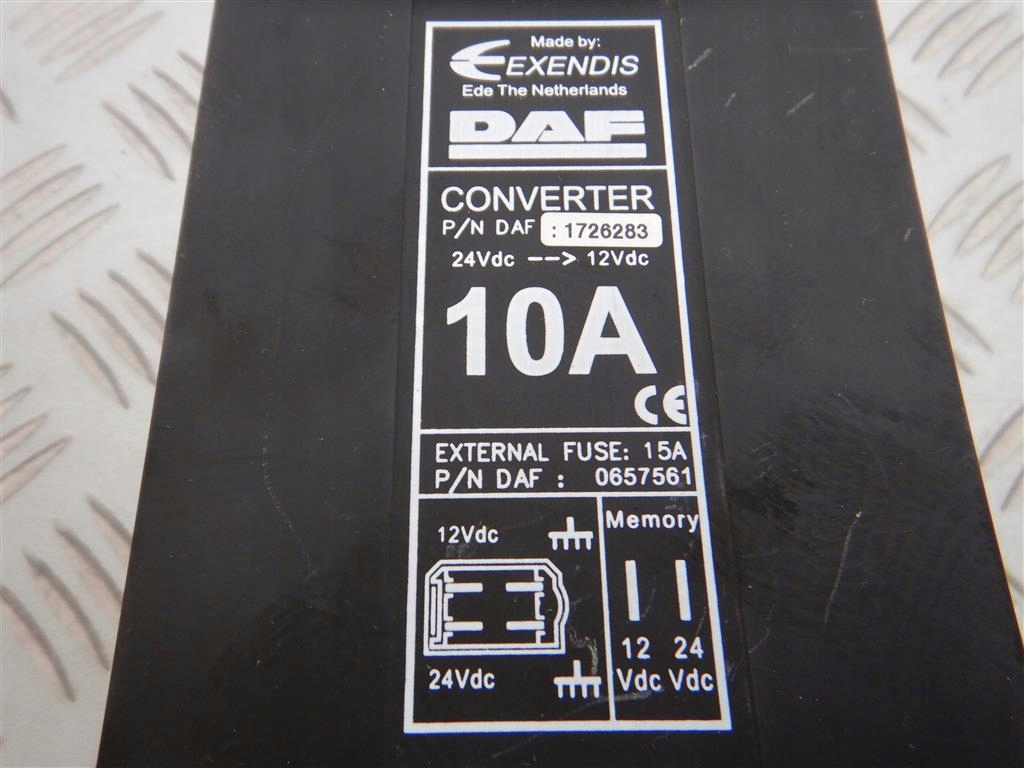 Made by:
EXENDIS
Ede The Netherlands
DAF
CONVERTER
P/N DAF : 1726283
24Vdc --> 12Vdc
10A
CE
EXTERNAL FUSE: 15A
P/N DAF : 0657561
12Vdc
24Vdc
Memory
12 24
Vdc Vdc